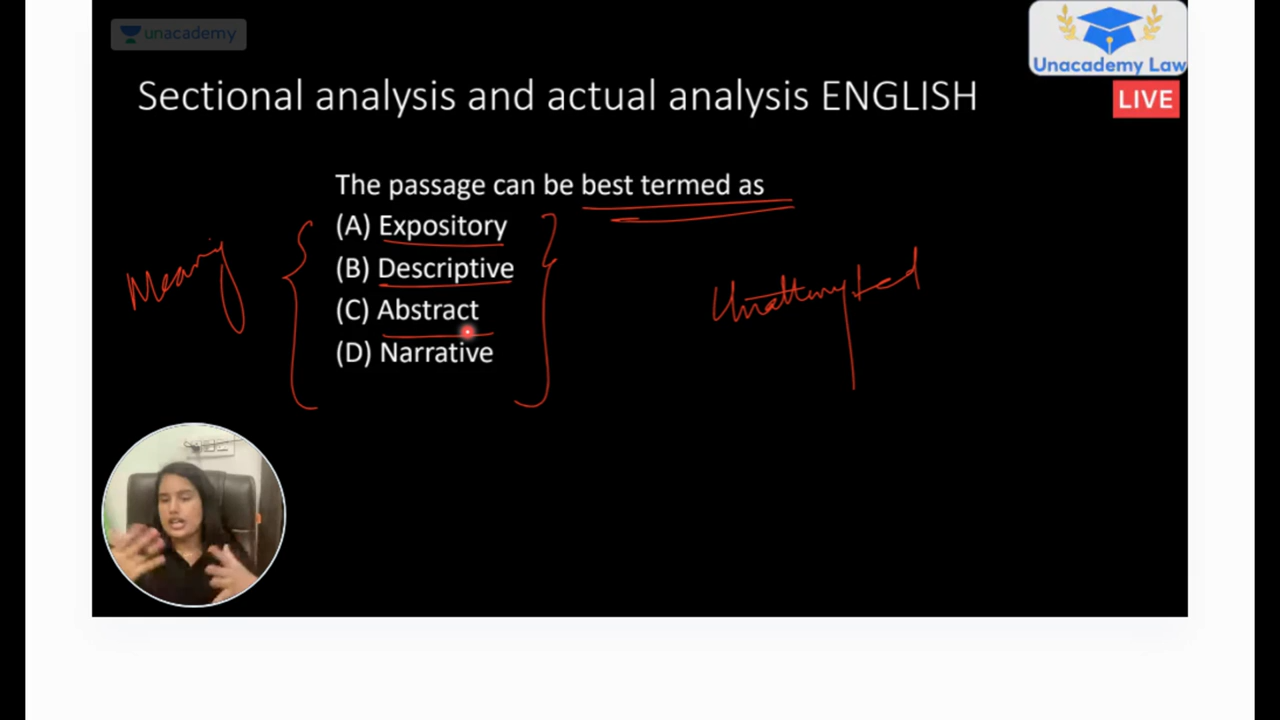 unacademy
Unacademy Law
LIVE
Sectional analysis and actual analysis ENGLISH
The passage can be best termed as
(A) Expository
(B) Descriptive
(C) Abstract
(D) Narrative
Meaning
Unattempted